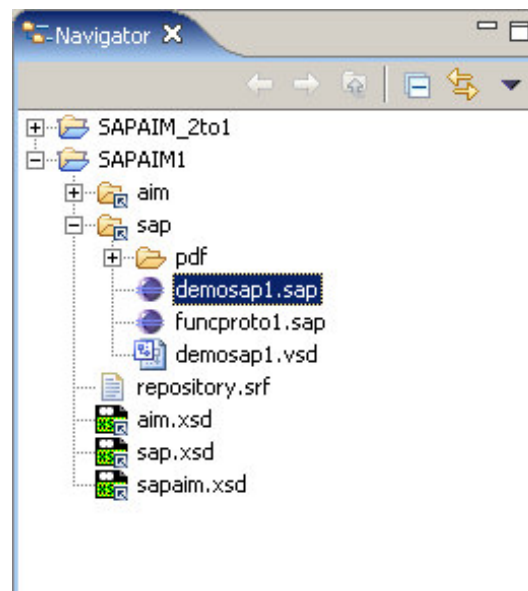 Navigator
SAPAIM_2to1
SAPAIM1
aim
sap
pdf
demosap1.sap
funcproto1.sap
demosap1.vsd
repository.srf
aim.xsd
sap.xsd
sapaim.xsd